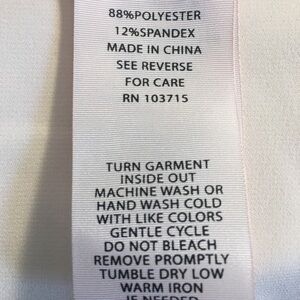 88%POLYESTER
12%SPANDEX
MADE IN CHINA
SEE REVERSE
FOR CARE
RN 103715
TURN GARMENT
INSIDE OUT
MACHINE WASH OR
HAND WASH COLD
WITH LIKE COLORS
GENTLE CYCLE
DO NOT BLEACH
REMOVE PROMPTLY
TUMBLE DRY LOW
WARM IRON
IF NEEDED